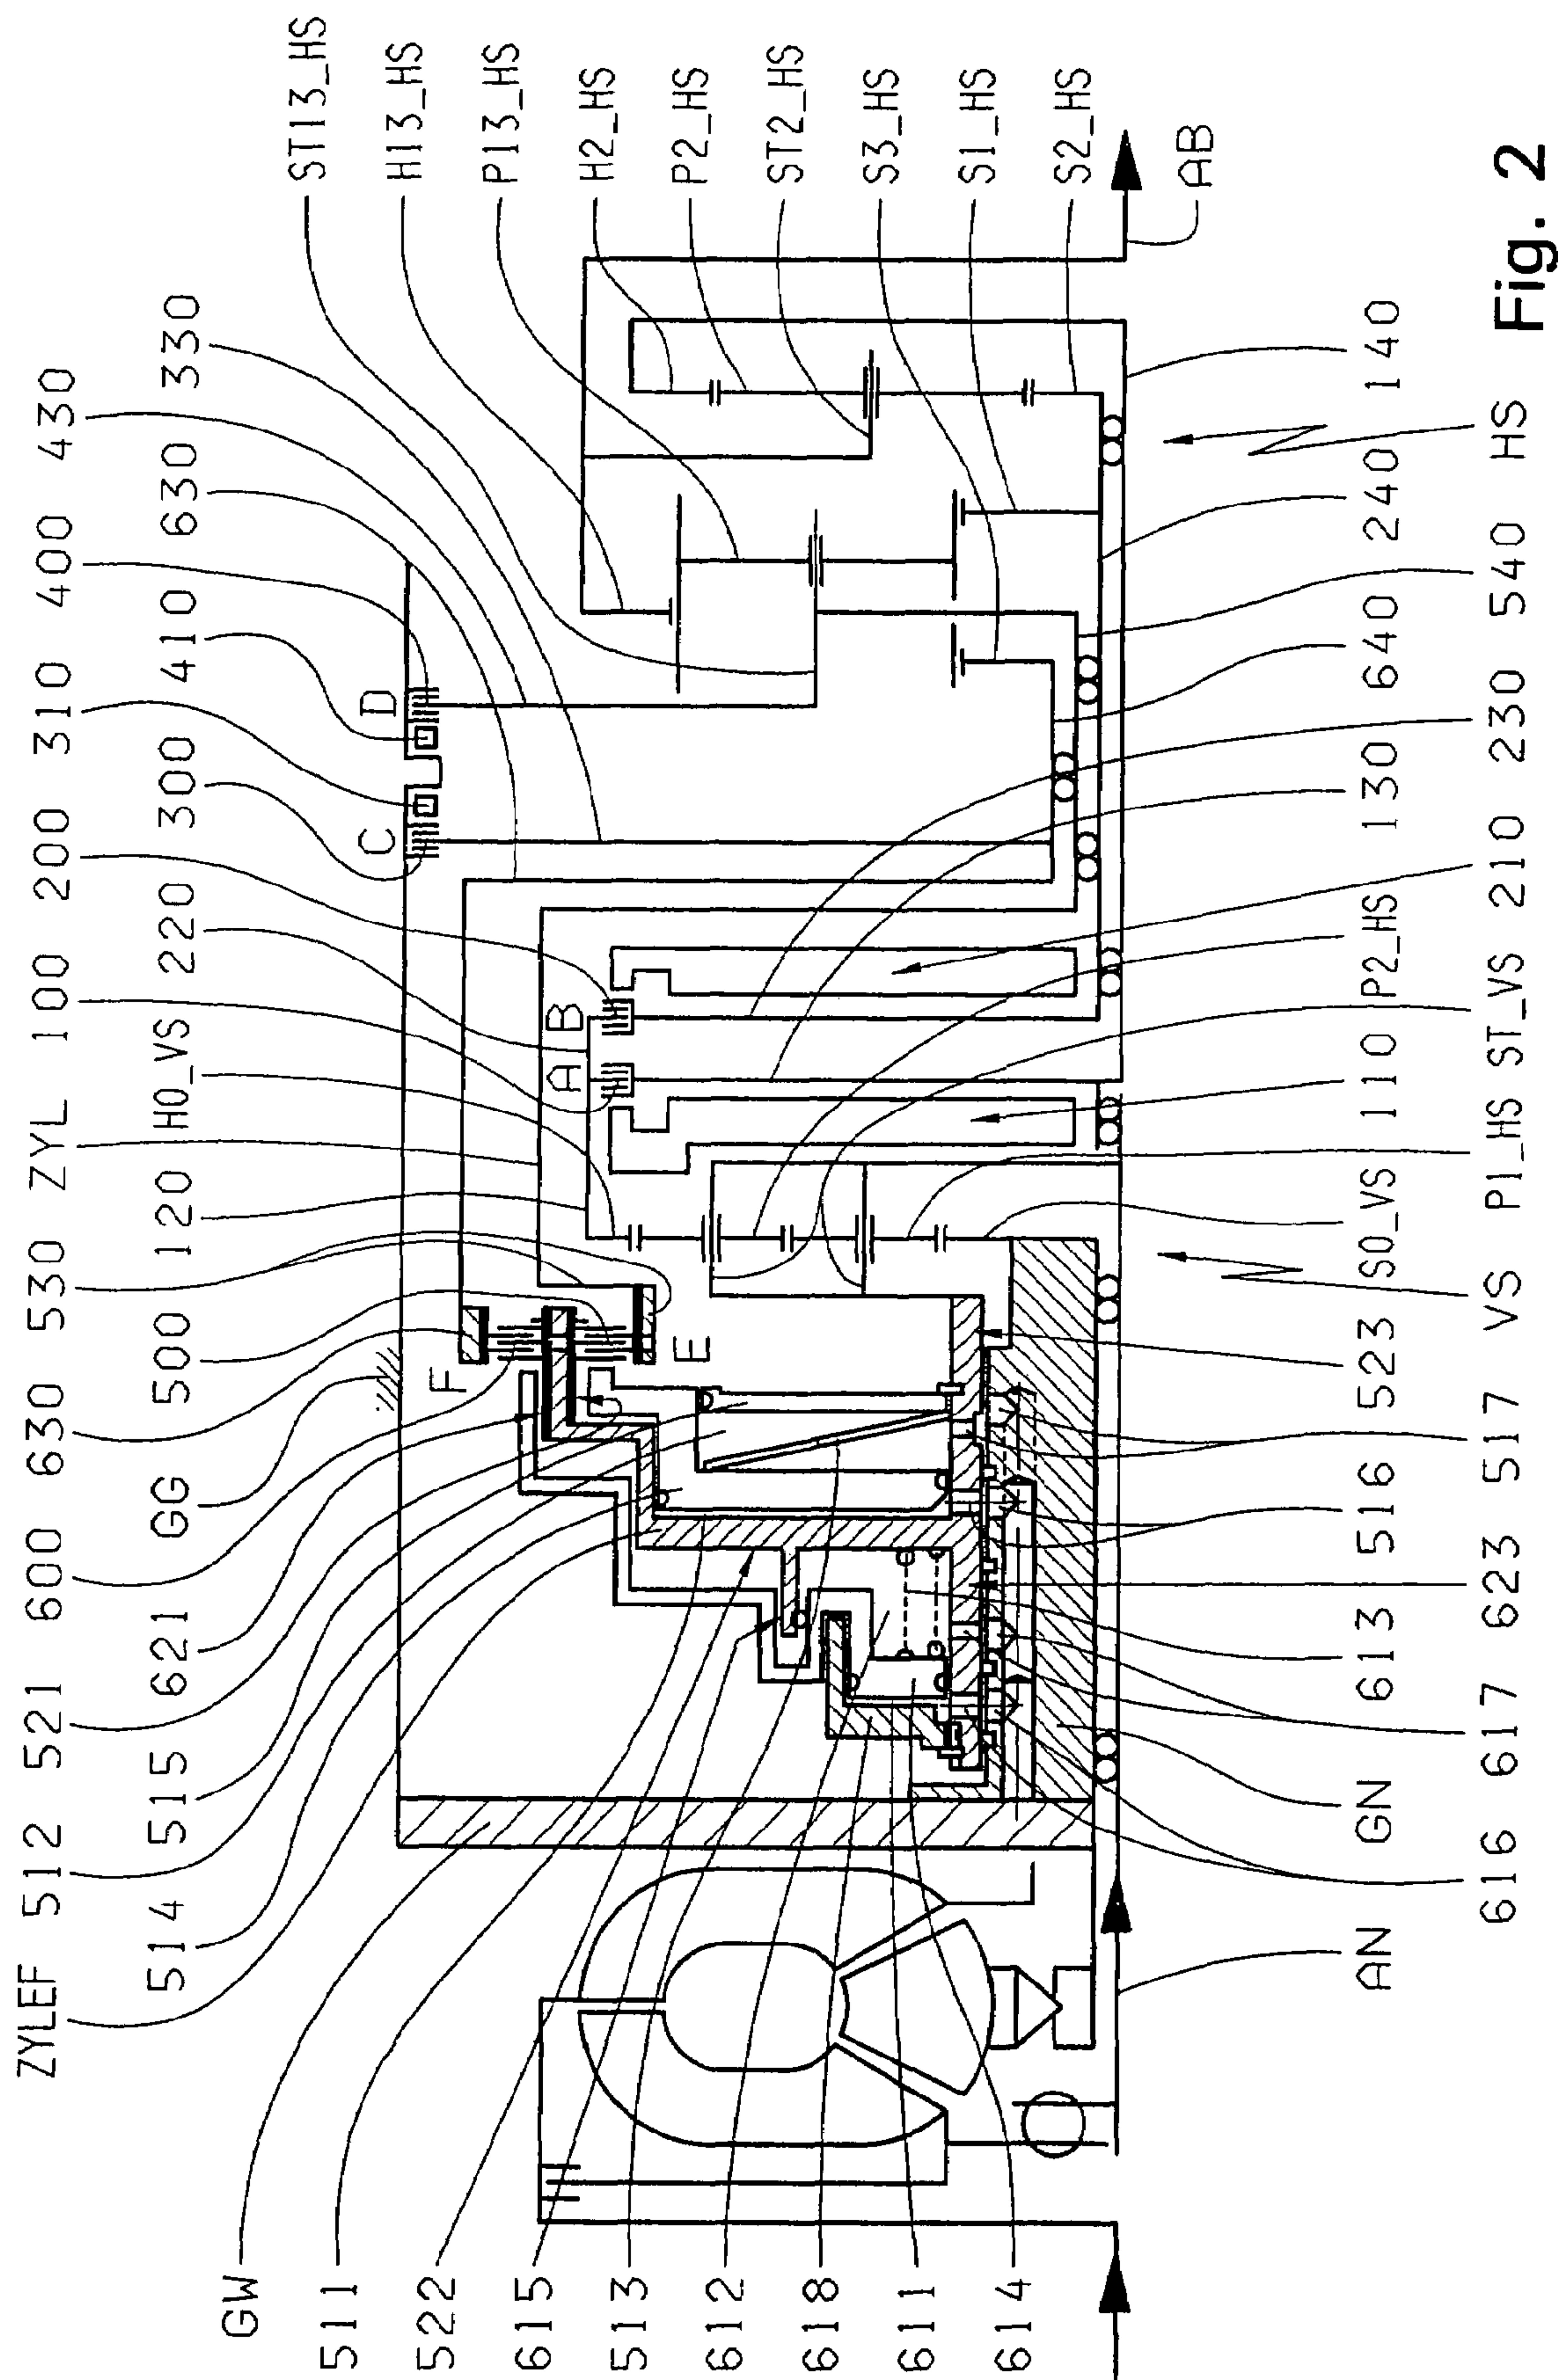 ZYLEF 512 521 600 630 530 ZYL 100 200 310 400 430
514 515 621 GG 500 120 H0_VS 220 300 410 630 330
ST13_HS
H13_HS
P13_HS
H2_HS
P2_HS
ST2_HS
S3_HS
S1_HS
S2_HS
AB
GW
511
522
615
513
612
618
611
614
F
E
A
B
C
D
AN GN 613 516 523 S0_VS 110 P2_HS 130 640 240 140
616 617 623 517 VS P1_HS ST_VS 210 230 540 HS
Fig. 2